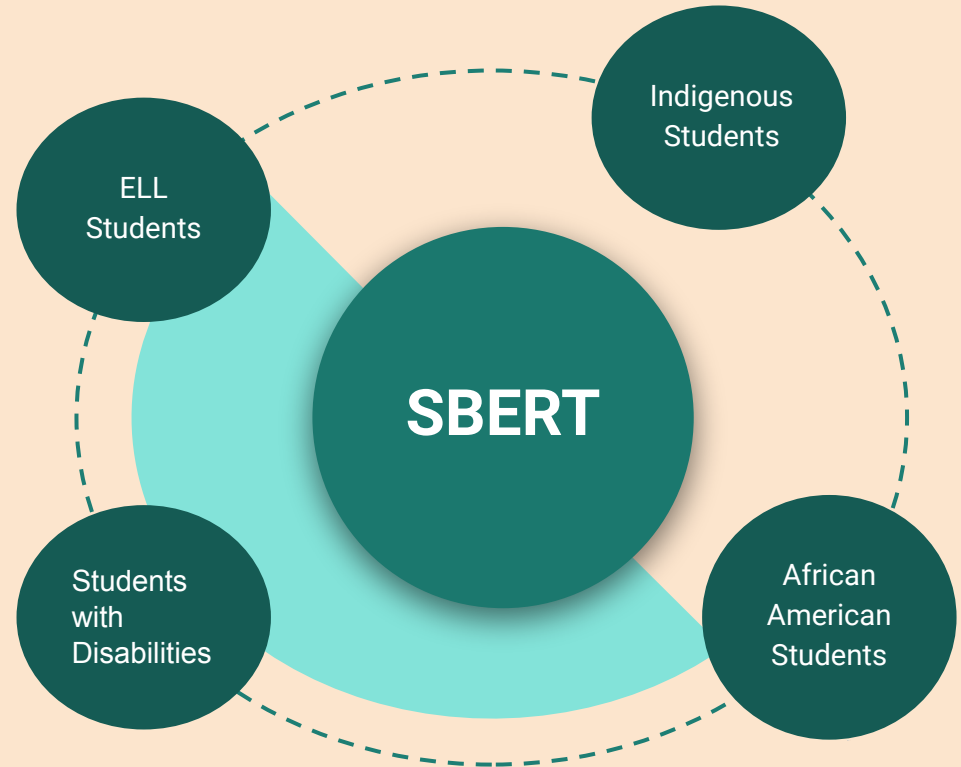 Indigenous
Students
ELL
Students
SBERT
Students
with
Disabilities
African
American
Students